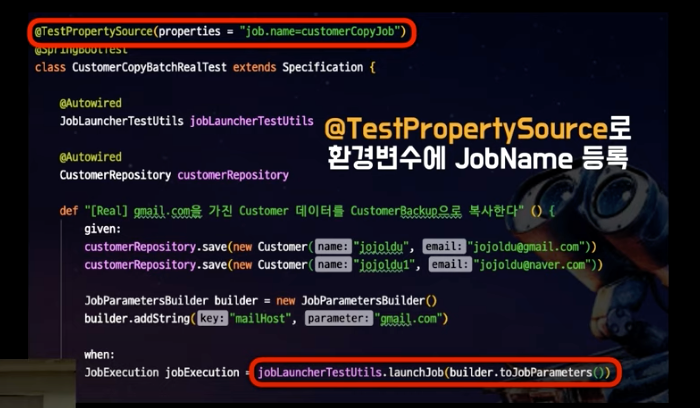 @TestPropertySource(properties = "job.name=customerCopyJob")
@SpringBootTest
class CustomerCopyBatchRealTest extends Specification {
@Autowired
JobLauncherTestUtils jobLauncherTestUtils
@TestPropertySource로
환경변수에 JobName 등록
@Autowired
CustomerRepository customerRepository
def "[Real] gmail.com을 가진 Customer 데이터를 CustomerBackup으로 복사한다" () {
given:
customerRepository.save(new Customer( name: "jojoldu", email: "jojoldu@gmail.com"))
customerRepository.save(new Customer( name: "jojoldu1", email: "jojoldu@naver.com"))
JobParametersBuilder builder = new JobParametersBuilder()
builder.addString( key: "mailHost", parameter: "gmail.com")
when:
JobExecution jobExecution = jobLauncherTestUtils.launchJob(builder.toJobParameters())